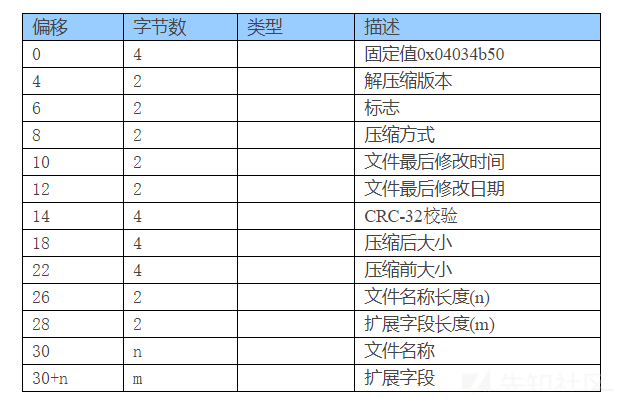 偏移 字节数 类型 描述
0 4 固定值0x04034b50
4 2 解压缩版本
6 2 标志
8 2 压缩方式
10 2 文件最后修改时间
12 2 文件最后修改日期
14 4 CRC-32校验
18 4 压缩后大小
22 4 压缩前大小
26 2 文件名称长度(n)
28 2 扩展字段长度(m)
30 n 文件名称
30+n m 扩展字段
先知社区